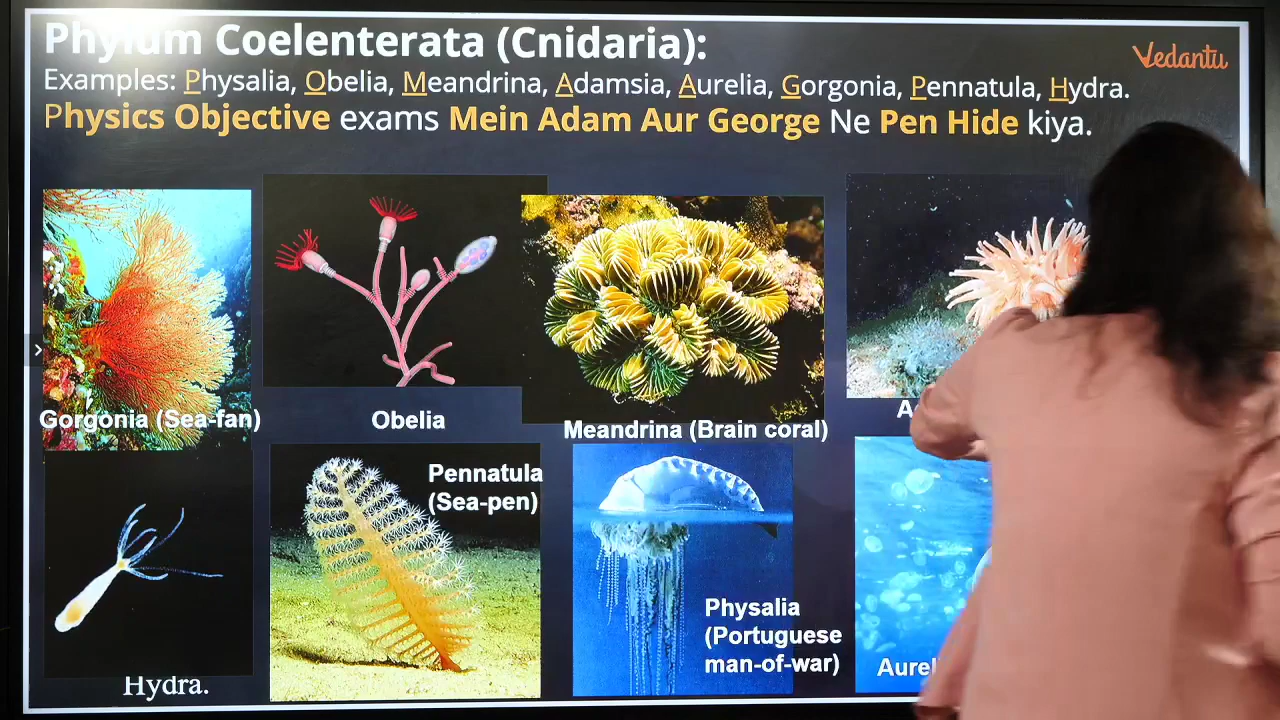 Phylum Coelenterata (Cnidaria):
Vedantu
Examples: Physalia, Obelia, Meandrina, Adamsia, Aurelia, Gorgonia, Pennatula, Hydra.
Physics Objective exams Mein Adam Aur George Ne Pen Hide kiya.
Gorgonia (Sea-fan)
Obelia
Meandrina (Brain coral)
Hydra.
Pennatula
(Sea-pen)
Physalia
(Portuguese
man-of-war)